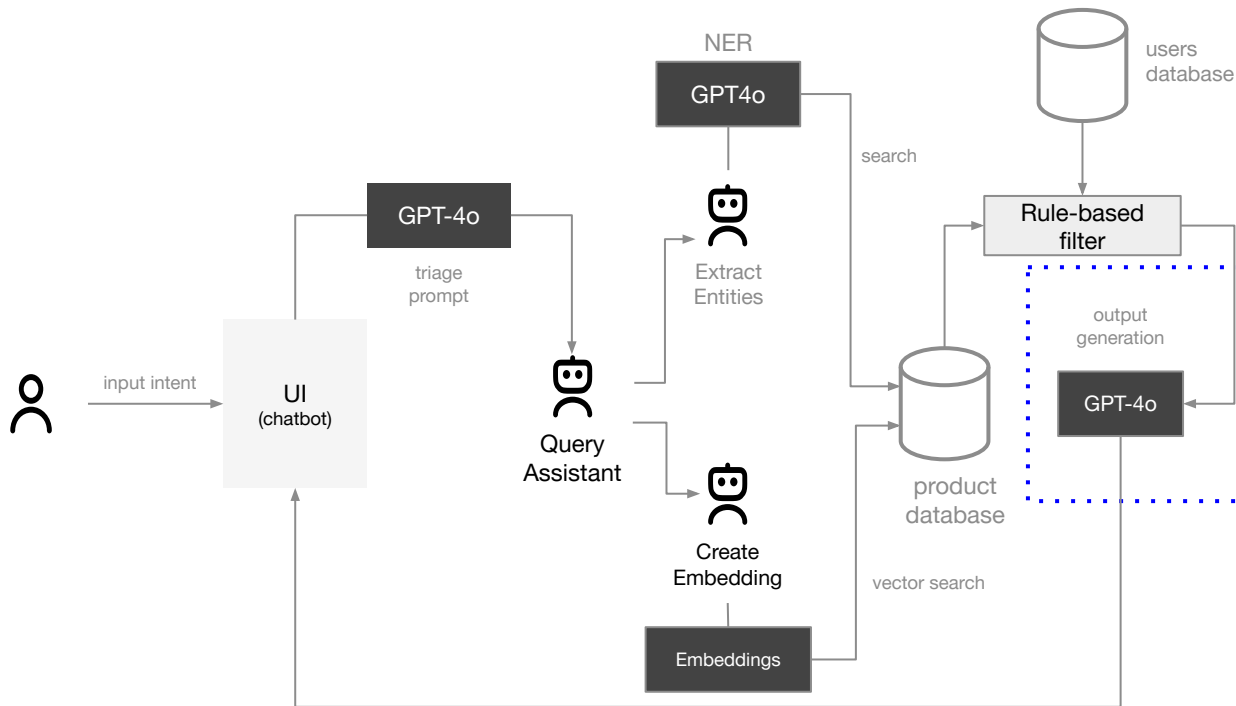 NER
GPT4o
users
database
search
GPT-4o
triage
prompt
Extract
Entities
Rule-based
filter
output
generation
input intent
UI
(chatbot)
GPT-4o
Query
Assistant
product
database
Create
Embedding
vector search
Embeddings